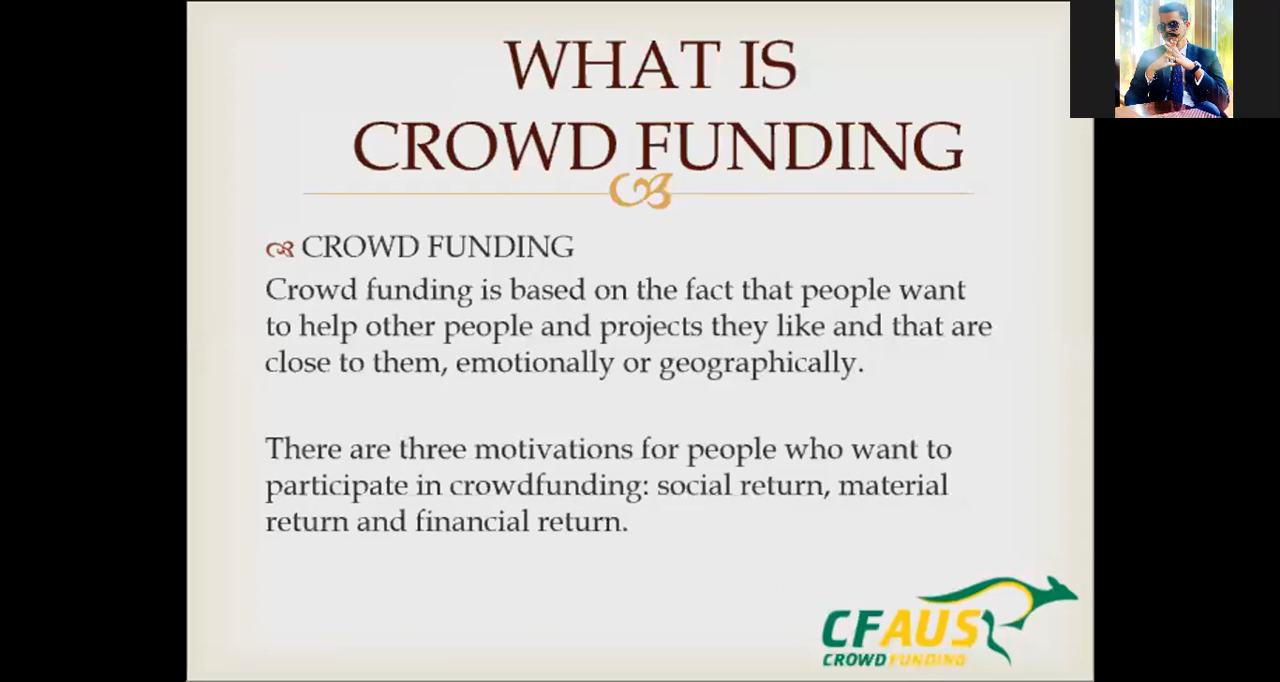 WHAT IS
CROWD FUNDING
CROWD FUNDING
Crowd funding is based on the fact that people want
to help other people and projects they like and that are
close to them, emotionally or geographically.
There are three motivations for people who want to
participate in crowdfunding: social return, material
return and financial return.
CFAUS
CROWD FUNDING